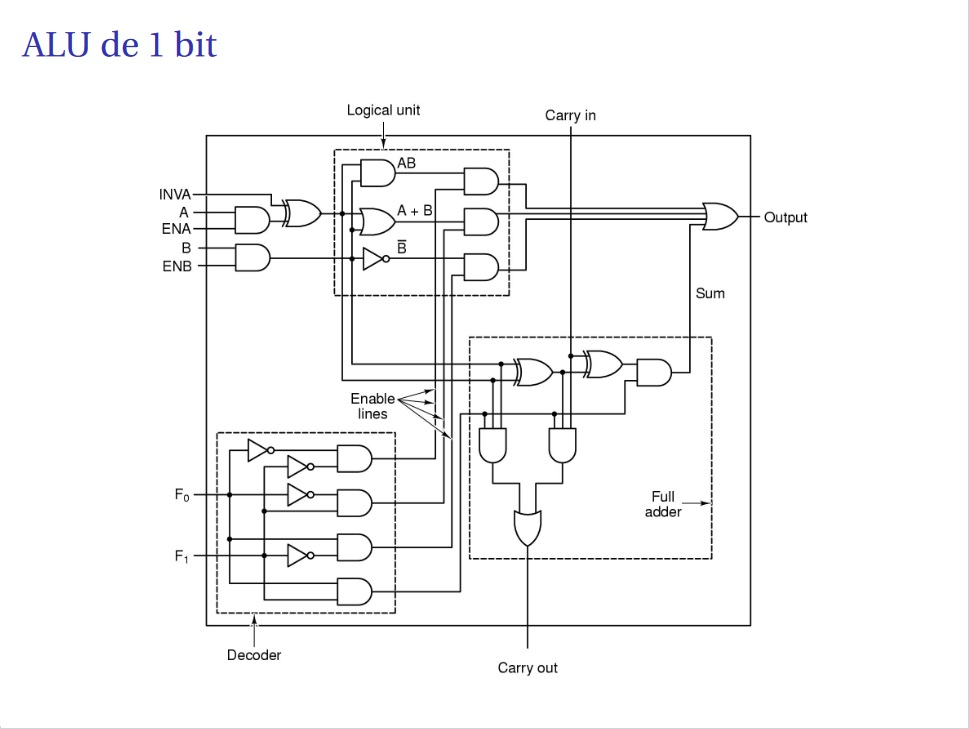 ALU de 1 bit
Logical unit
Carry in
INVA
A
ENA
B
ENB
AB
A + B
B̅
Output
Sum
Enable
lines
F₀
F₁
Full
adder
Decoder
Carry out